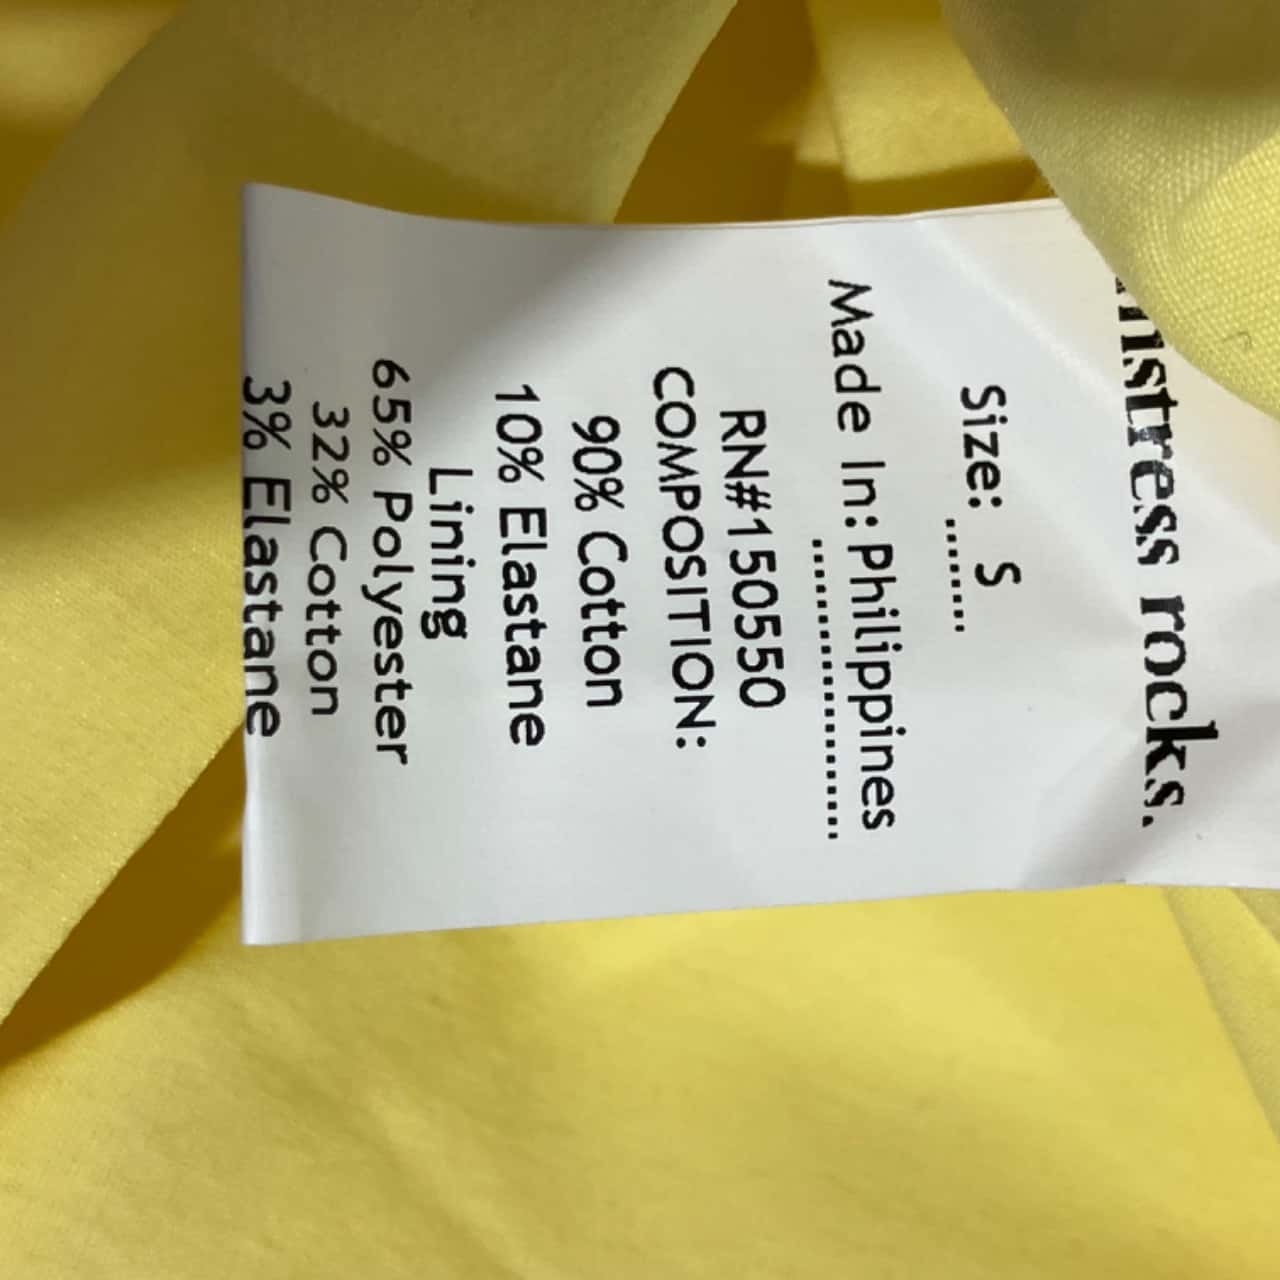 rocks.
Size: S
Made In: Philippines
RN#150550
COMPOSITION:
90% Cotton
10% Elastane
Lining
65% Polyester
32% Cotton
3% Elastane